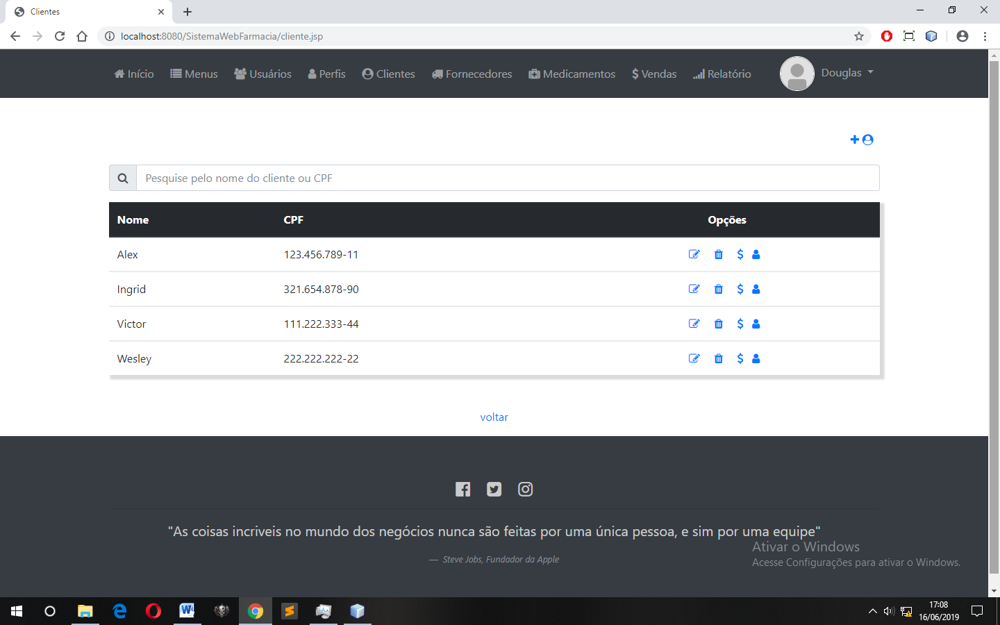 Clientes
localhost:8080/SistemaWebFarmacia/cliente.jsp
Início Menus Usuários Perfis Clientes Fornecedores Medicamentos $ Vendas Relatório Douglas
Pesquise pelo nome do cliente ou CPF
Nome CPF Opções
Alex 123.456.789-11 $
Ingrid 321.654.878-90 $
Victor 111.222.333-44 $
Wesley 222.222.222-22 $
voltar
"As coisas incriveis no mundo dos negócios nunca são feitas por uma única pessoa, e sim por uma equipe"
— Steve Jobs, Fundador da Apple
Ativar o Windows
Acesse Configurações para ativar o Windows.
17:08
16/06/2019